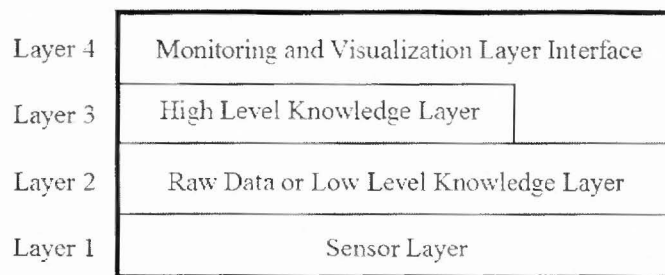 Layer 4 Monitoring and Visualization Layer Interface
Layer 3 High Level Knowledge Layer
Layer 2 Raw Data or Low Level Knowledge Layer
Layer 1 Sensor Layer